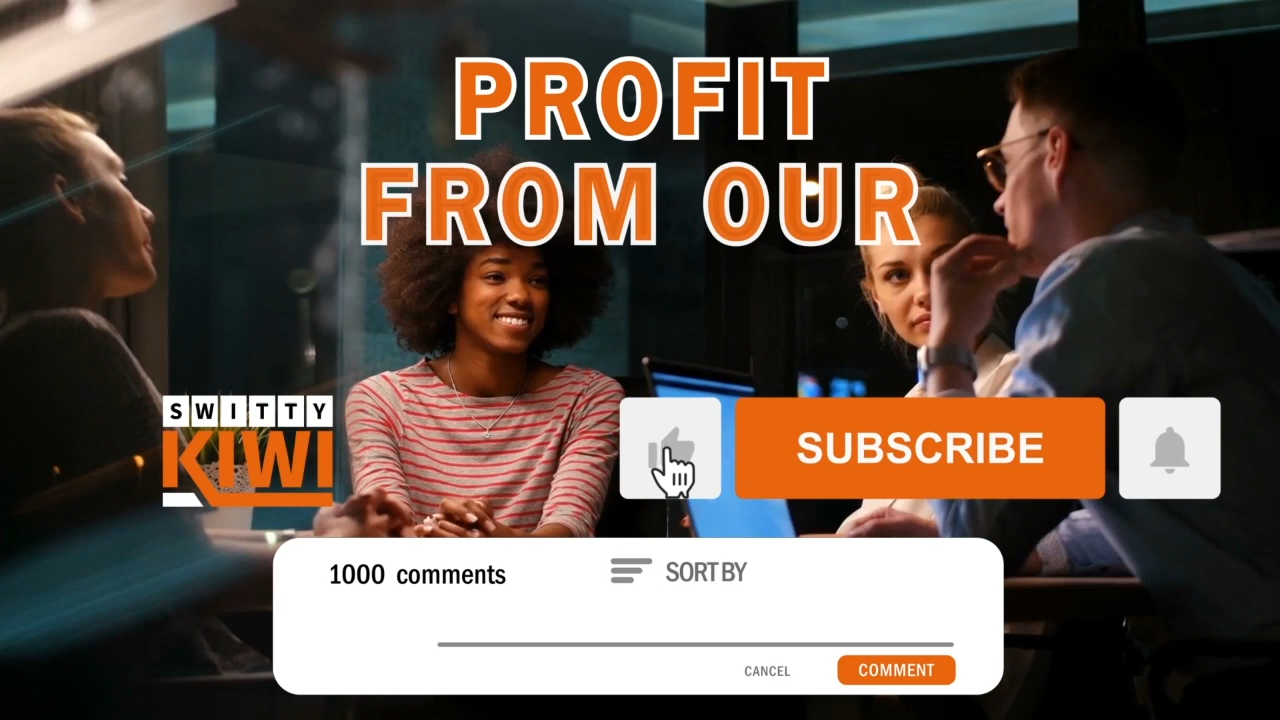 PROFIT
FROM OUR
SWITTY
KIWI
SUBSCRIBE
1000 comments
SORT BY
CANCEL
COMMENT